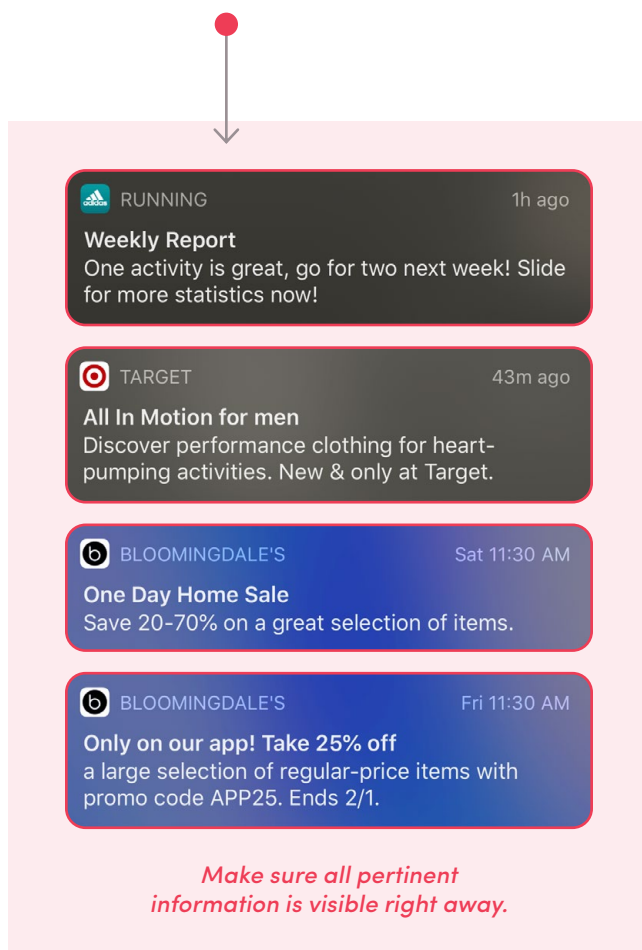 adidas
RUNNING
1h ago
Weekly Report
One activity is great, go for two next week! Slide
for more statistics now!
TARGET
43m ago
All In Motion for men
Discover performance clothing for heart-
pumping activities. New & only at Target.
b
BLOOMINGDALE'S
Sat 11:30 AM
One Day Home Sale
Save 20-70% on a great selection of items.
b
BLOOMINGDALE'S
Fri 11:30 AM
Only on our app! Take 25% off
a large selection of regular-price items with
promo code APP25. Ends 2/1.
Make sure all pertinent
information is visible right away.